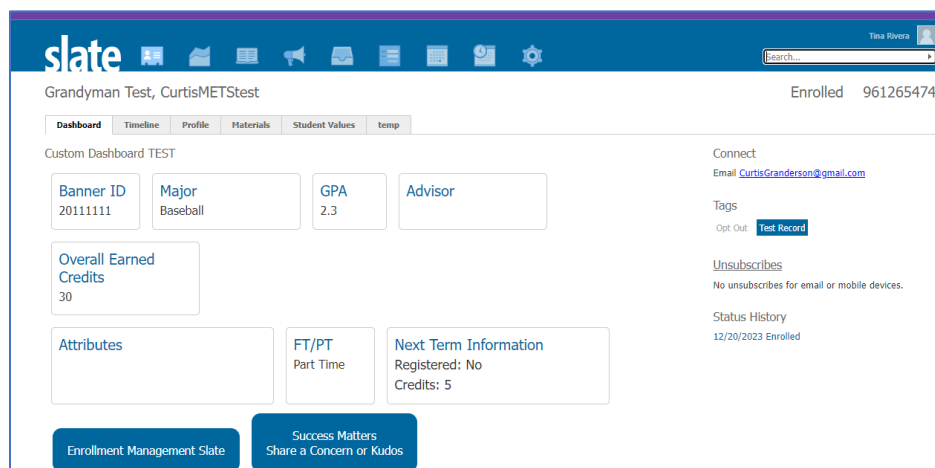 slate
Tina Rivera
Search...
Grandyman Test, CurtisMETStest
Enrolled 961265474
Dashboard Timeline Profile Materials Student Values temp
Custom Dashboard TEST
Banner ID
20111111
Major
Baseball
GPA
2.3
Advisor
Overall Earned
Credits
30
Attributes
FT/PT
Part Time
Next Term Information
Registered: No
Credits: 5
Enrollment Management Slate
Success Matters
Share a Concern or Kudos
Connect
Email CurtisGranderson@gmail.com
Tags
Opt Out Test Record
Unsubscribes
No unsubscribes for email or mobile devices.
Status History
12/20/2023 Enrolled